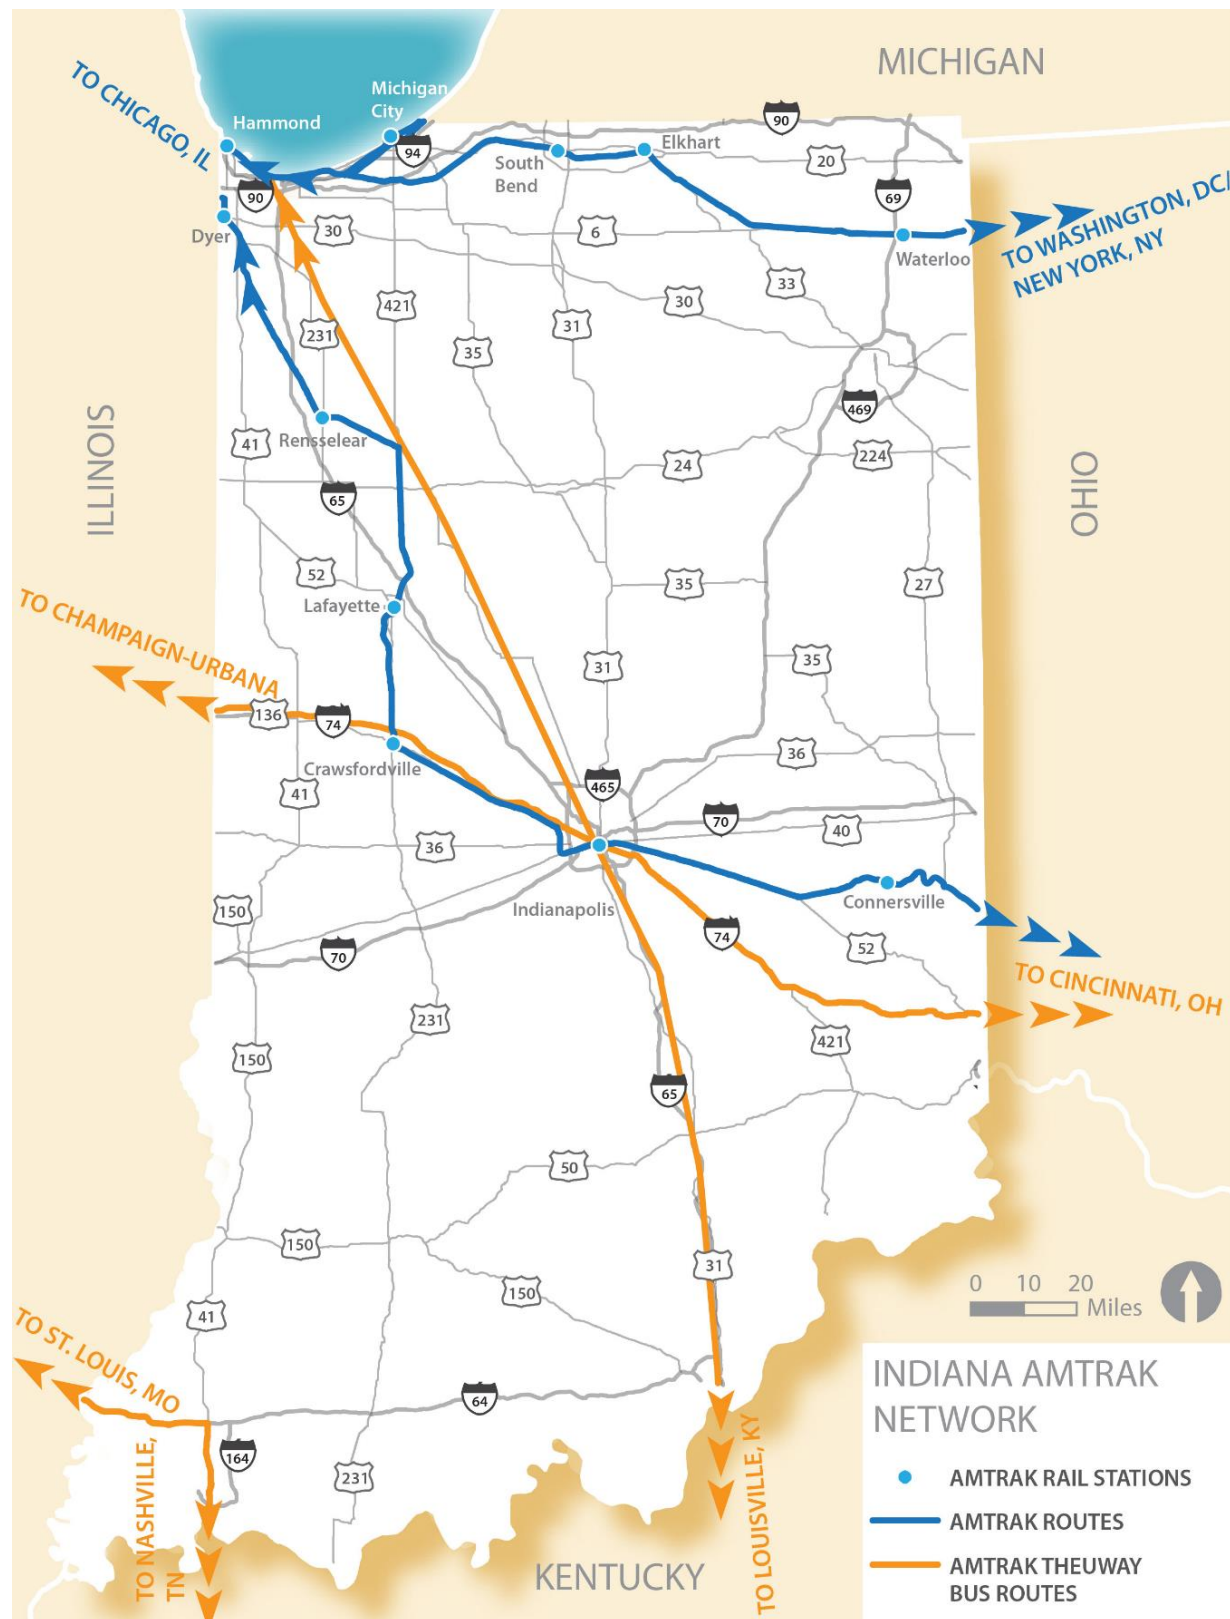 MICHIGAN
TO CHICAGO, IL
Michigan
City
Hammond
90
94
Elkhart
South
Bend
20
90
69
Dyer
30
6
Waterloo
TO WASHINGTON, DC/
NEW YORK, NY
33
421
30
231
31
35
469
ILLINOIS
41
Rensselear
24
224
OHIO
65
52
35
27
Lafayette
TO CHAMPAIGN-URBANA
31
35
136
74
36
Crawsfordville
41
465
70
40
36
Connersville
150
Indianapolis
74
52
70
TO CINCINNATI, OH
231
421
150
65
50
150
31
150
0 10 20
Miles
41
TO ST. LOUIS, MO
64
164
231
TO NASHVILLE,
TN
TO LOUISVILLE, KY
KENTUCKY
INDIANA AMTRAK
NETWORK
AMTRAK RAIL STATIONS
AMTRAK ROUTES
AMTRAK THEUWAY
BUS ROUTES